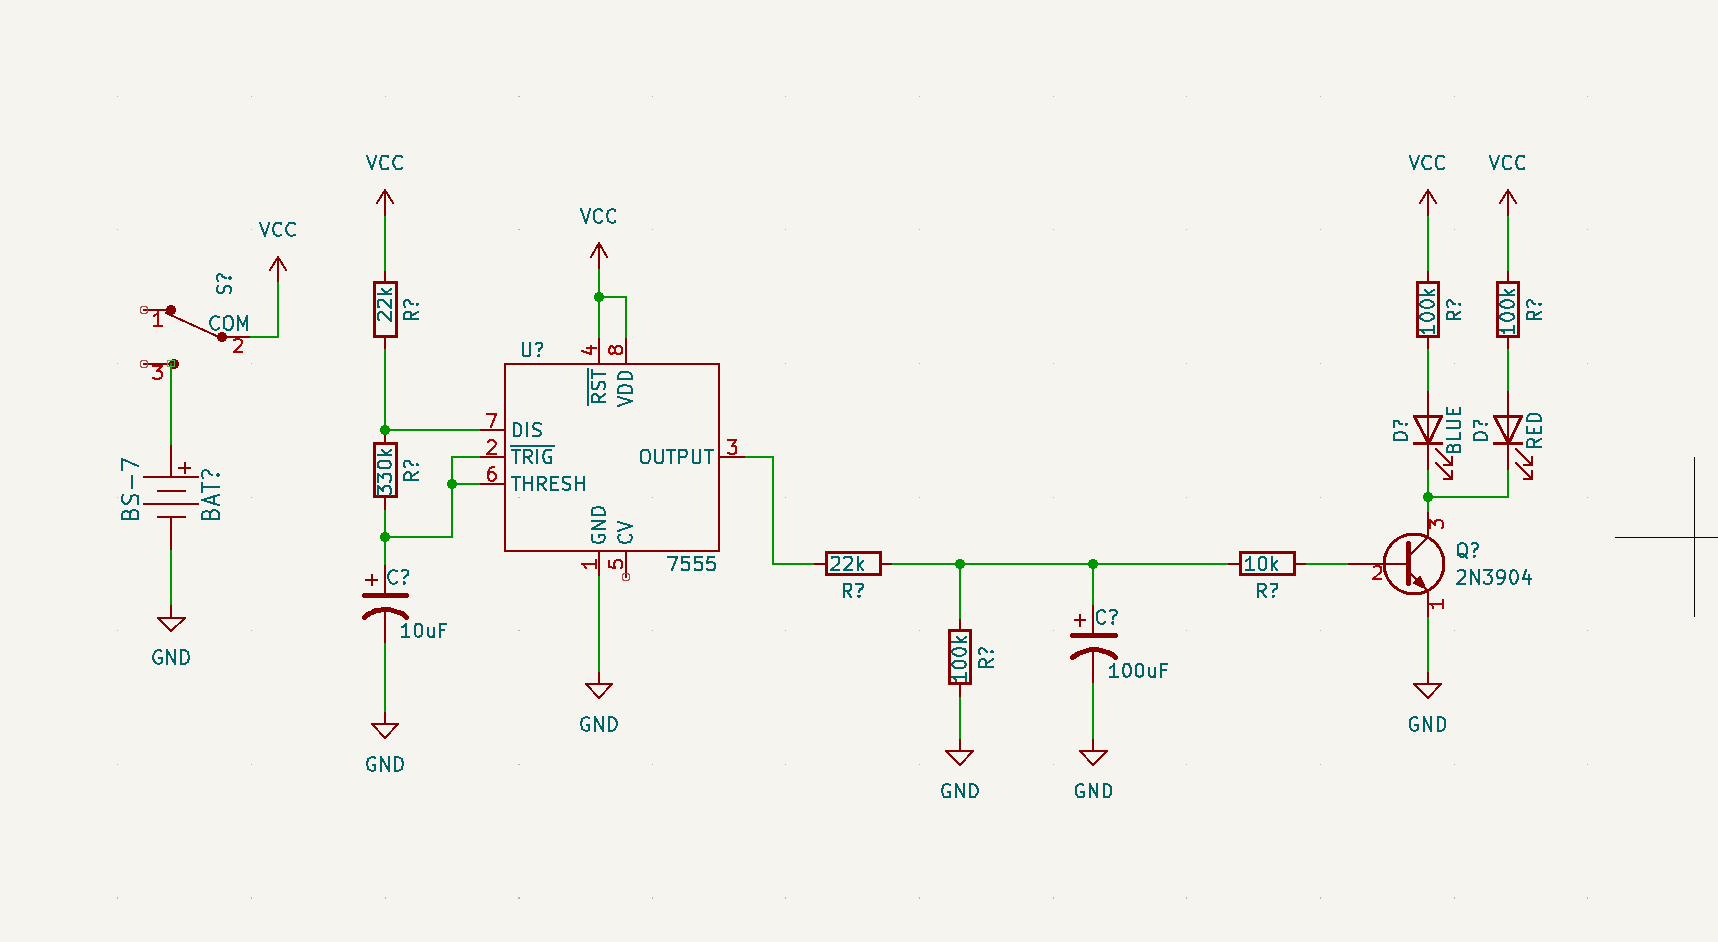 VCC
VCC
S?
1
COM
2
3
BS-7
+
BAT?
GND
VCC
22k
R?
330k
R?
+
C?
10uF
GND
VCC
U?
4
8
RST
VDD
7
DIS
2
TRIG
6
THRESH
OUTPUT
3
GND
CV
1
5
7555
GND
22k
R?
100k
R?
GND
+
C?
100uF
GND
10k
R?
VCC
VCC
100k
R?
100k
R?
D?
BLUE
D?
RED
3
2
1
Q?
2N3904
GND